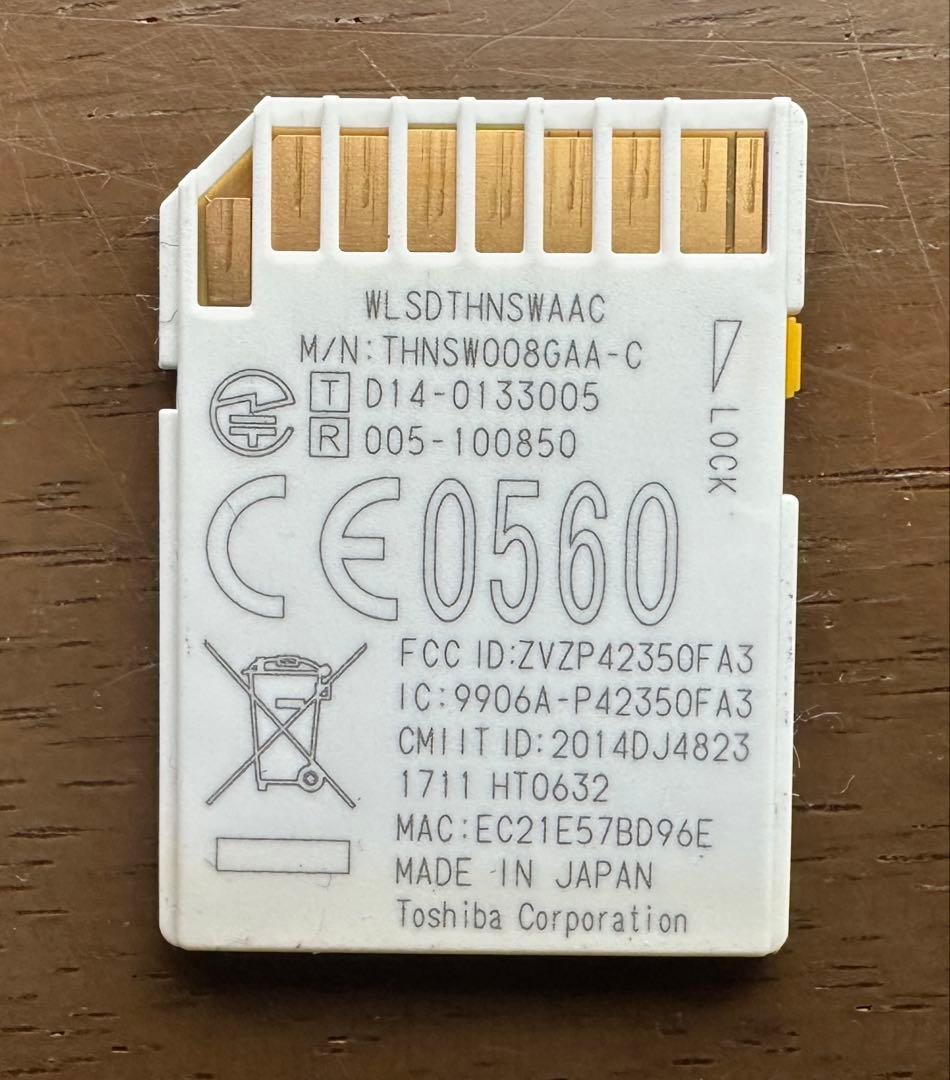 WLSDTHNSWAAC
M/N:THNSW008GAA-C
T D14-0133005
R 005-100850
LOCK
CE0560
FCC ID:ZVZP42350FA3
IC:9906A-P42350FA3
CMIIT ID:2014DJ4823
1711 HT0632
MAC:EC21E57BD96E
MADE IN JAPAN
Toshiba Corporation